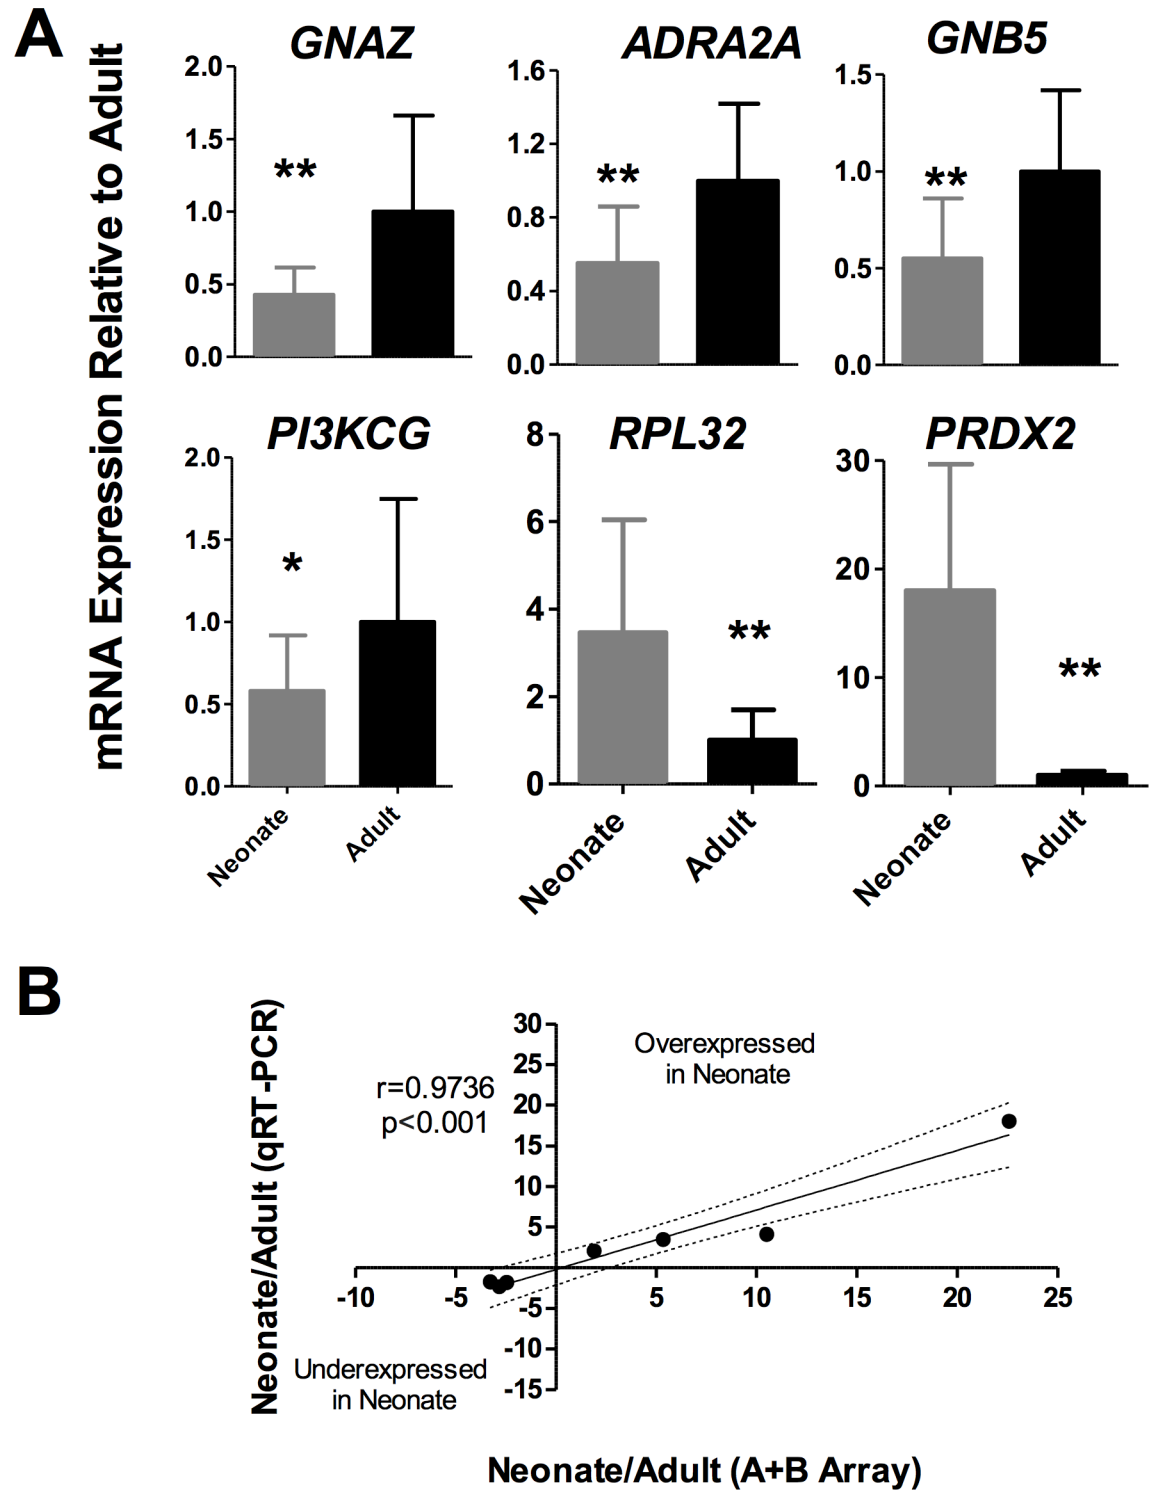 A
mRNA Expression Relative to Adult
GNAZ
2.0
1.5
1.0
0.5
0.0
**
ADRA2A
1.6
1.2
0.8
0.4
0.0
**
GNB5
1.5
1.0
0.5
0.0
**
PI3KCG
2.0
1.5
1.0
0.5
0.0
*
Neonate
Adult
RPL32
8
6
4
2
0
**
Neonate
Adult
PRDX2
30
20
10
0
**
Neonate
Adult
B
Neonate/Adult (qRT-PCR)
r=0.9736
p<0.001
30
25
20
15
10
5
-5
-10
-15
Overexpressed
in Neonate
-10 -5 5 10 15 20 25
Underexpressed
in Neonate
Neonate/Adult (A+B Array)